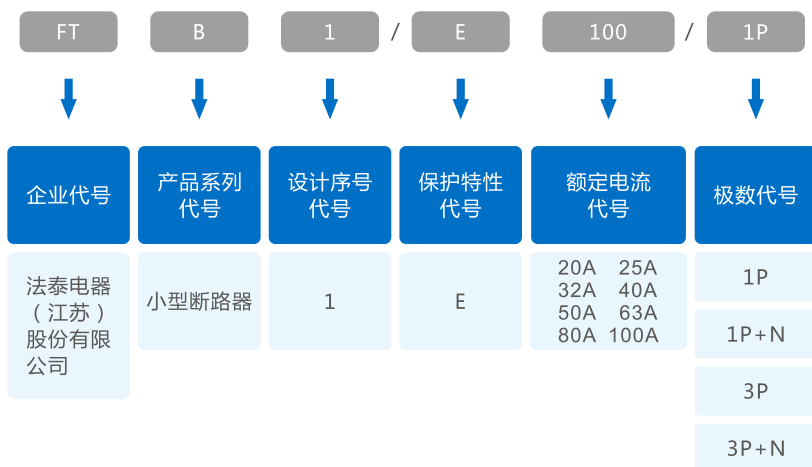 FT B 1 / E 100 / 1P
企业代号
产品系列
代号
设计序号
代号
保护特性
代号
额定电流
代号
极数代号
法泰电器
（江苏）
股份有限
公司
小型断路器
1
E
20A 25A
32A 40A
50A 63A
80A 100A
1P
1P+N
3P
3P+N